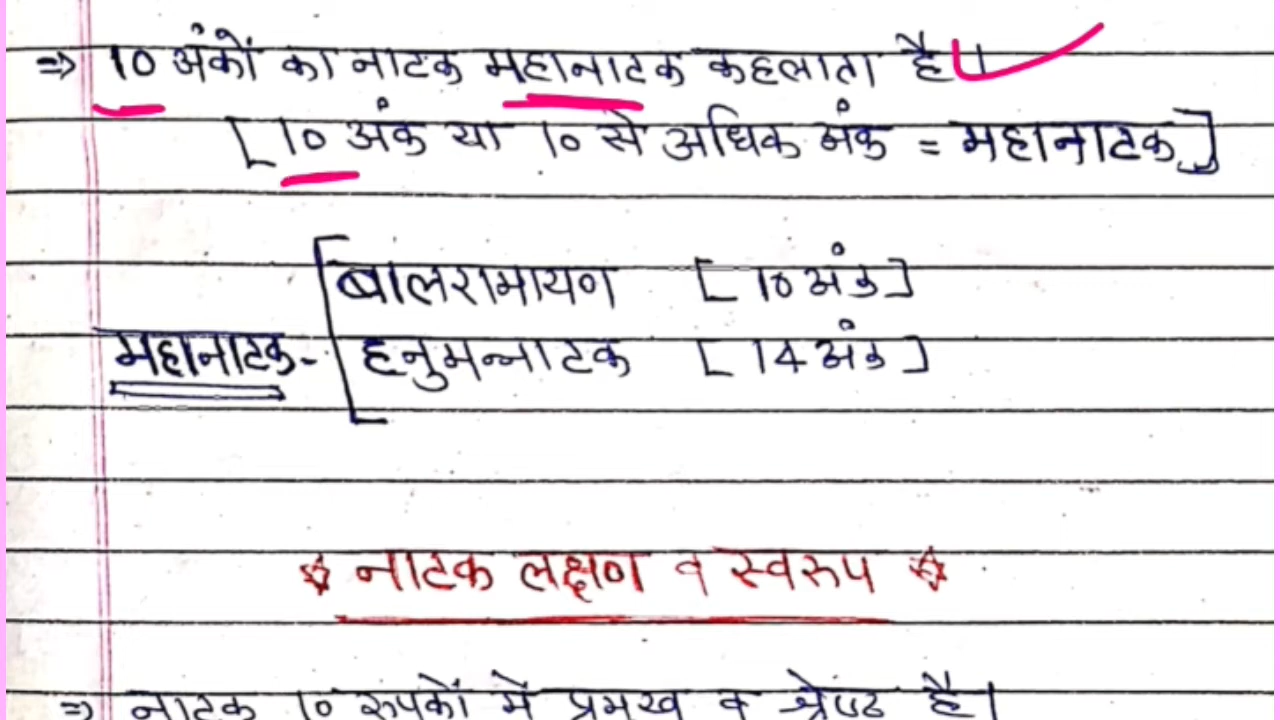 ⇒ 10 अंकों का नाटक महानाटक कहलाता है।
[10 अंक या 10 से अधिक अंक = महानाटक]
बालरामायण [10 अंक]
महानाटक - हनुमन्नाटक [14 अंक]
☆ नाटक लक्षण व स्वरूप ☆
⇒ नाटक 10 रूपकों में प्रमुख व श्रेष्ठ है।